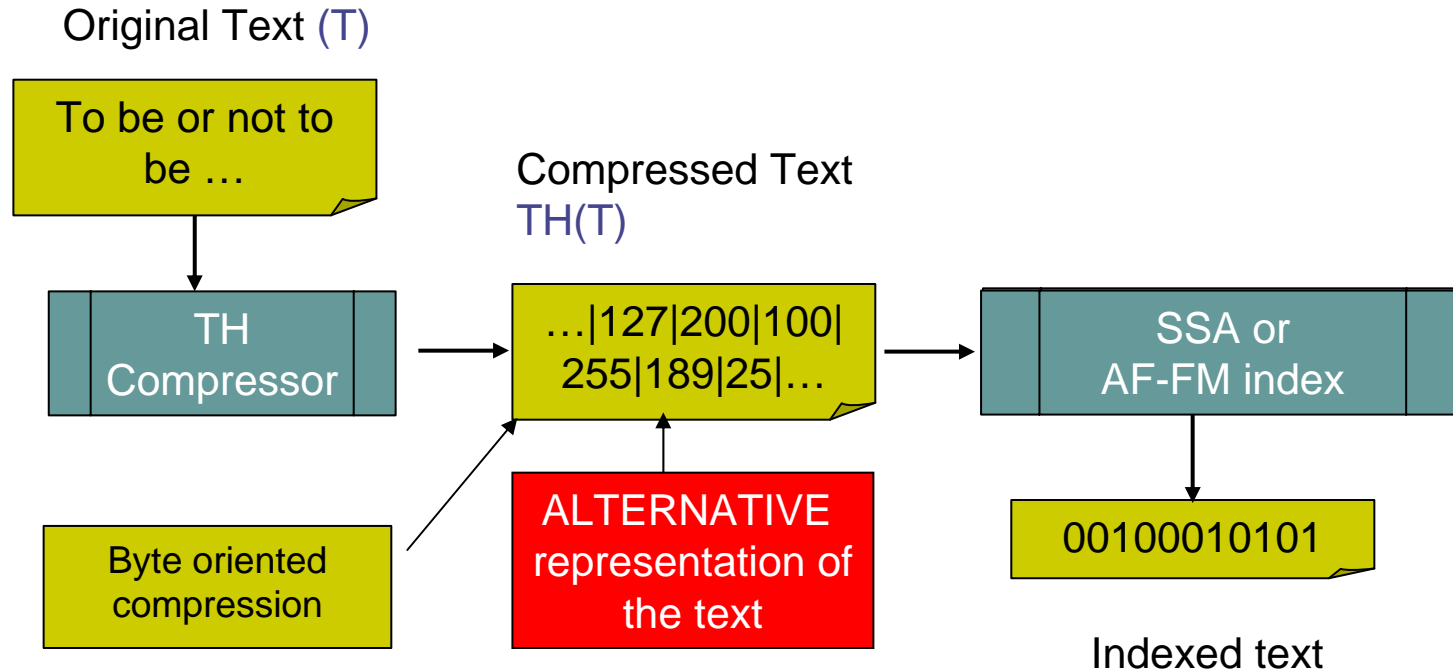 Original Text (T)
To be or not to
be …
Compressed Text
TH(T)
TH
Compressor
…|127|200|100|
255|189|25|…
SSA or
AF-FM index
Byte oriented
compression
ALTERNATIVE
representation of
the text
00100010101
Indexed text